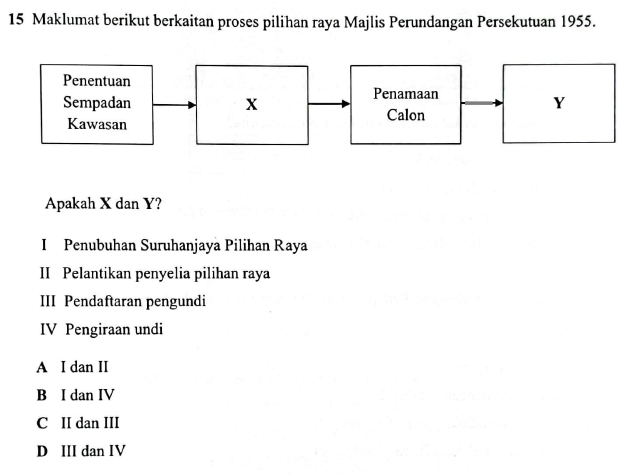 15 Maklumat berikut berkaitan proses pilihan raya Majlis Perundangan Persekutuan 1955.
Penentuan
Sempadan
Kawasan
X
Penamaan
Calon
Y
Apakah X dan Y?
I Penubuhan Suruhanjaya Pilihan Raya
II Pelantikan penyelia pilihan raya
III Pendaftaran pengundi
IV Pengiraan undi
A I dan II
B I dan IV
C II dan III
D III dan IV